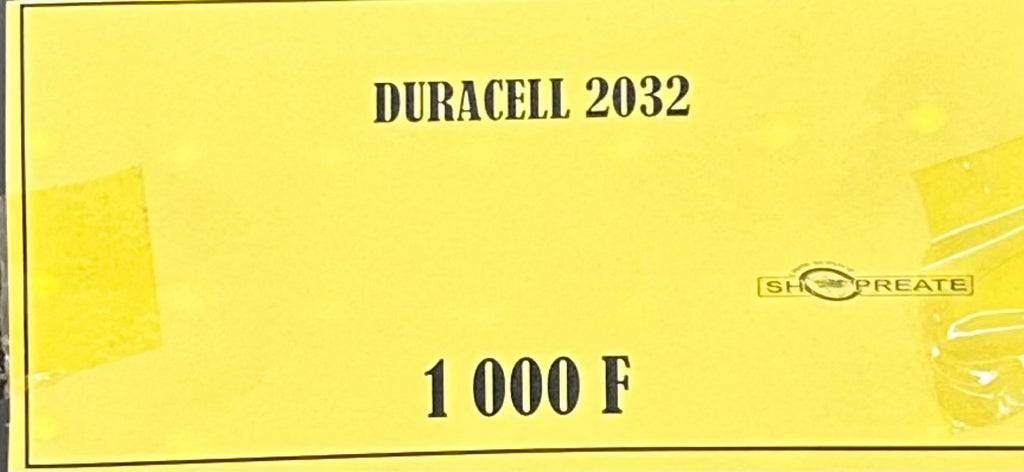 DURACELL 2032
SHOPREATE
1 000 F